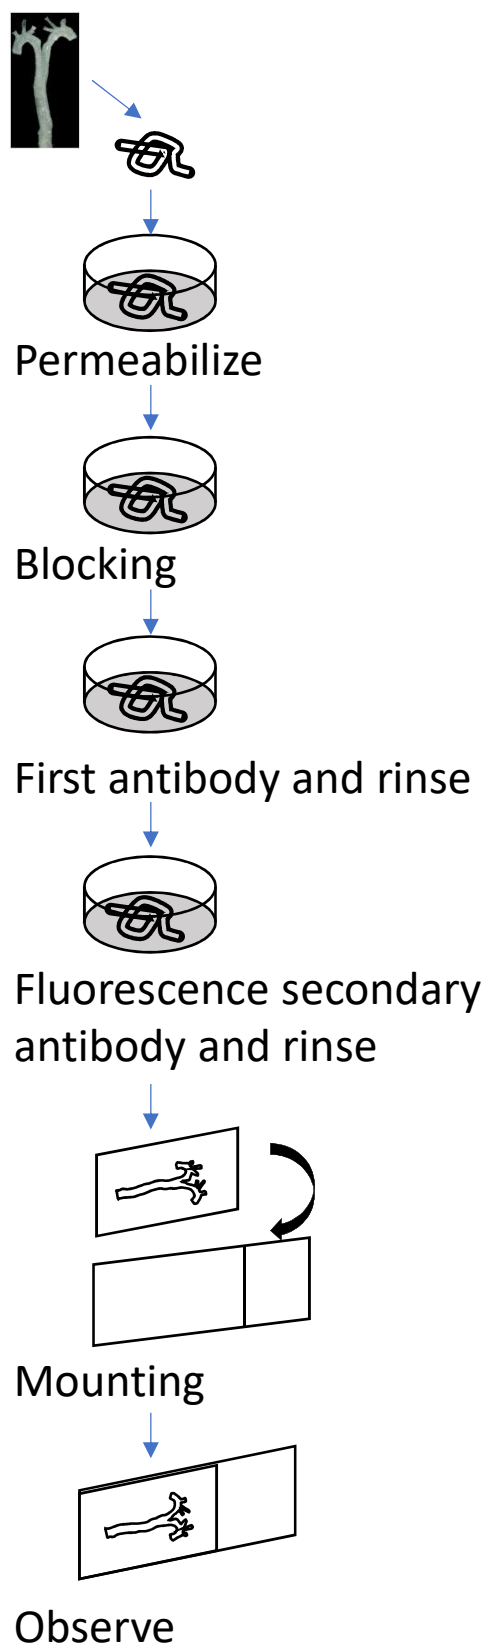 Permeabilize
Blocking
First antibody and rinse
Fluorescence secondary
antibody and rinse
Mounting
Observe